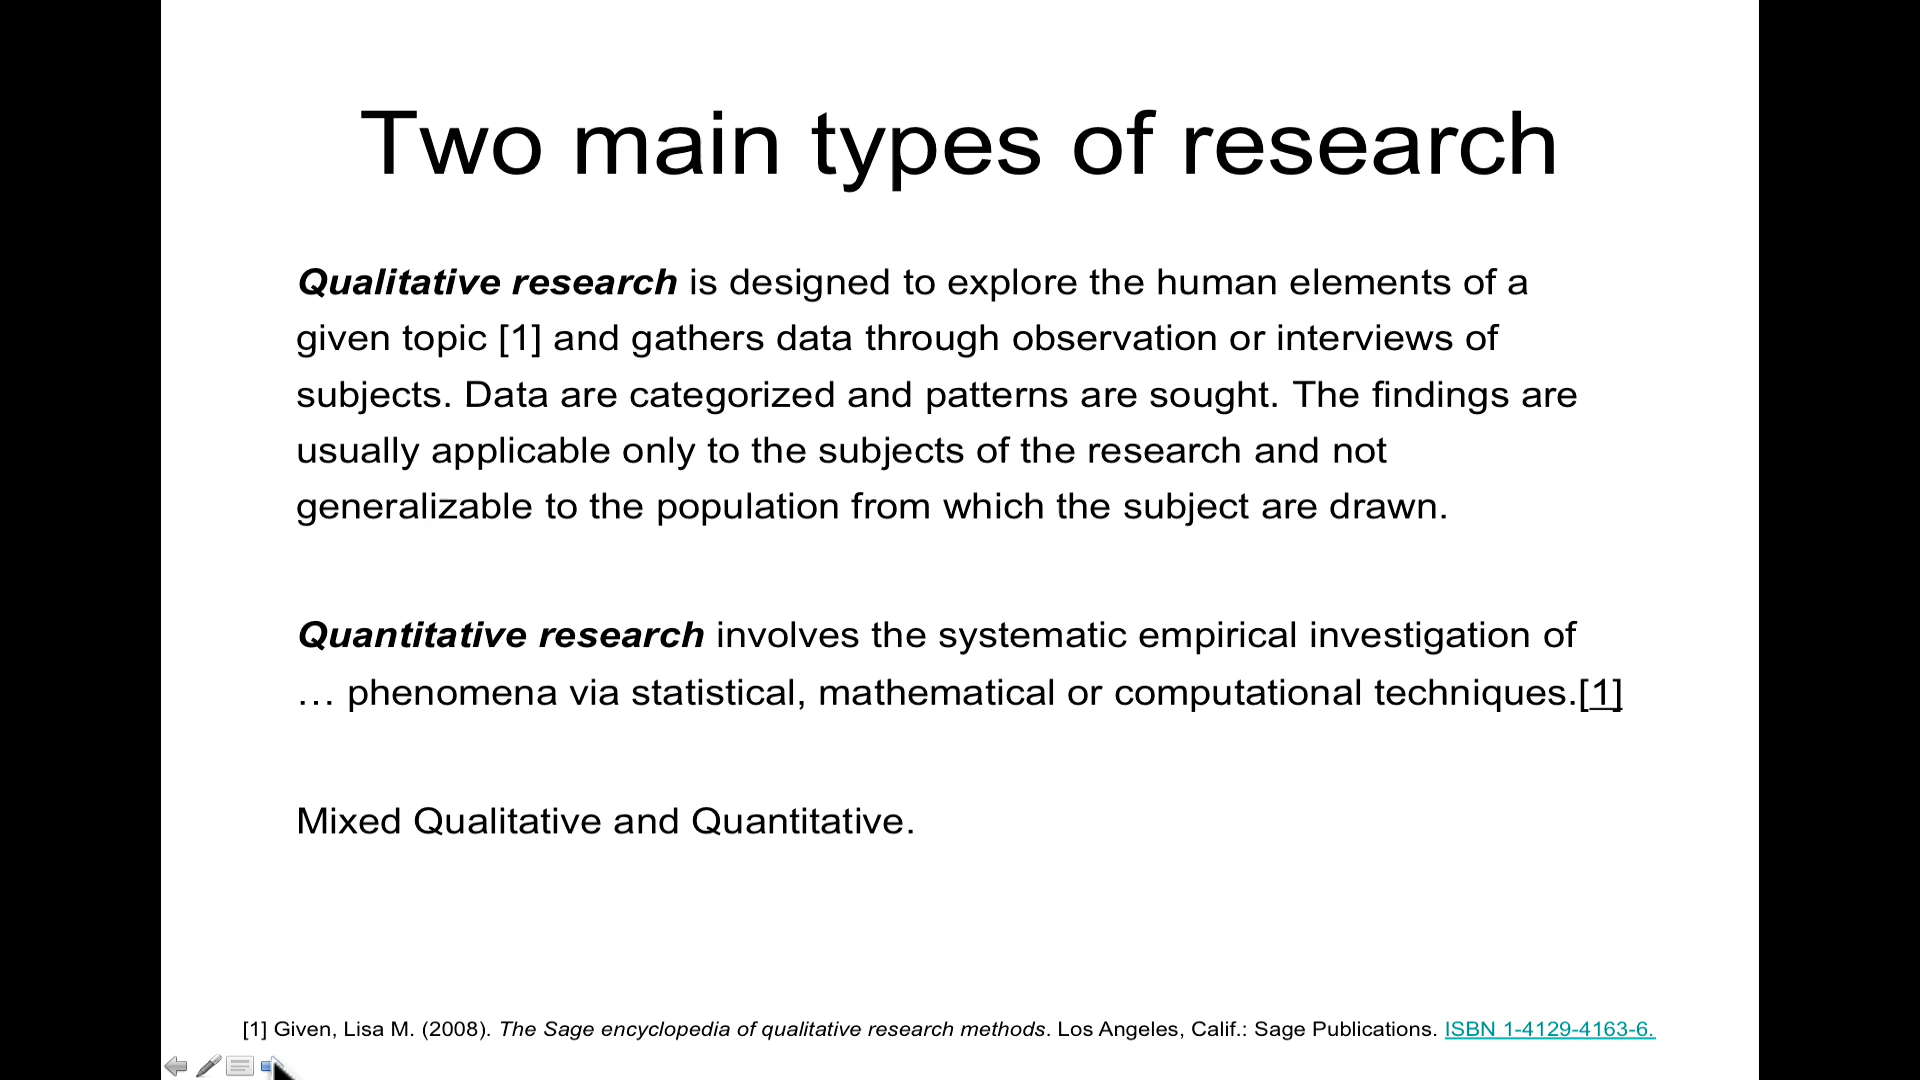 Two main types of research
Qualitative research is designed to explore the human elements of a
given topic [1] and gathers data through observation or interviews of
subjects. Data are categorized and patterns are sought. The findings are
usually applicable only to the subjects of the research and not
generalizable to the population from which the subject are drawn.
Quantitative research involves the systematic empirical investigation of
… phenomena via statistical, mathematical or computational techniques.[1]
Mixed Qualitative and Quantitative.
[1] Given, Lisa M. (2008). The Sage encyclopedia of qualitative research methods. Los Angeles, Calif.: Sage Publications. ISBN 1-4129-4163-6.